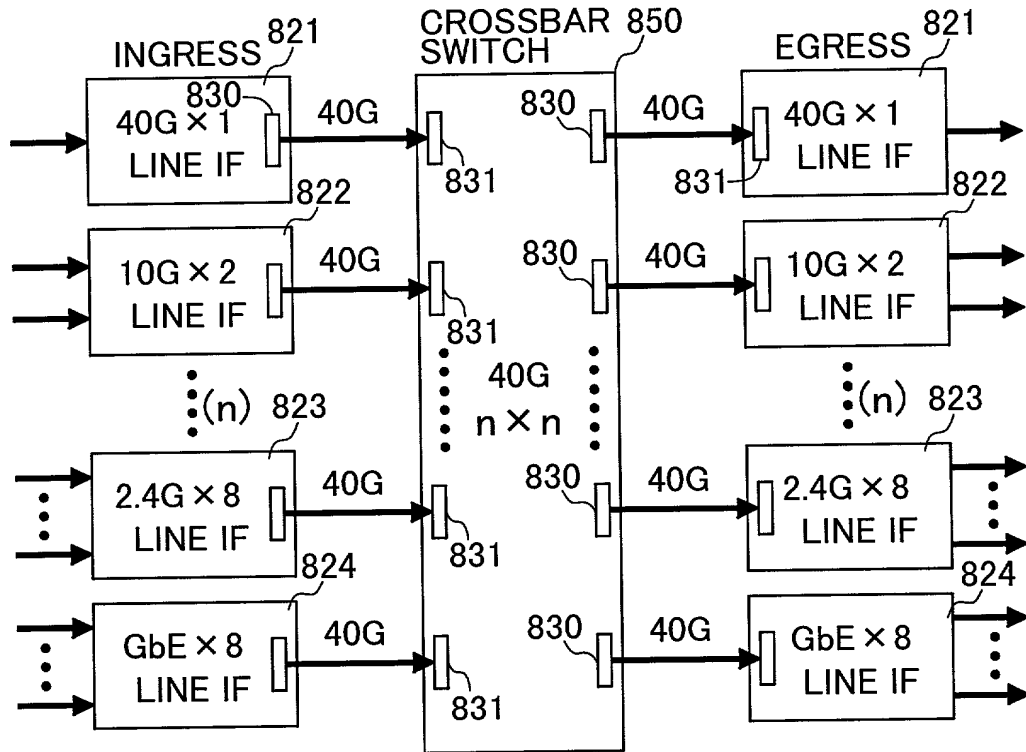 INGRESS
821
CROSSBAR
SWITCH
850
EGRESS
821
830
40G × 1
LINE IF
40G
831
830
40G
40G × 1
831
LINE IF
822
10G × 2
LINE IF
40G
831
830
40G
822
10G × 2
LINE IF
(n)
40G
n × n
(n)
823
2.4G × 8
LINE IF
40G
831
830
40G
823
2.4G × 8
LINE IF
824
GbE × 8
LINE IF
40G
831
830
40G
824
GbE × 8
LINE IF